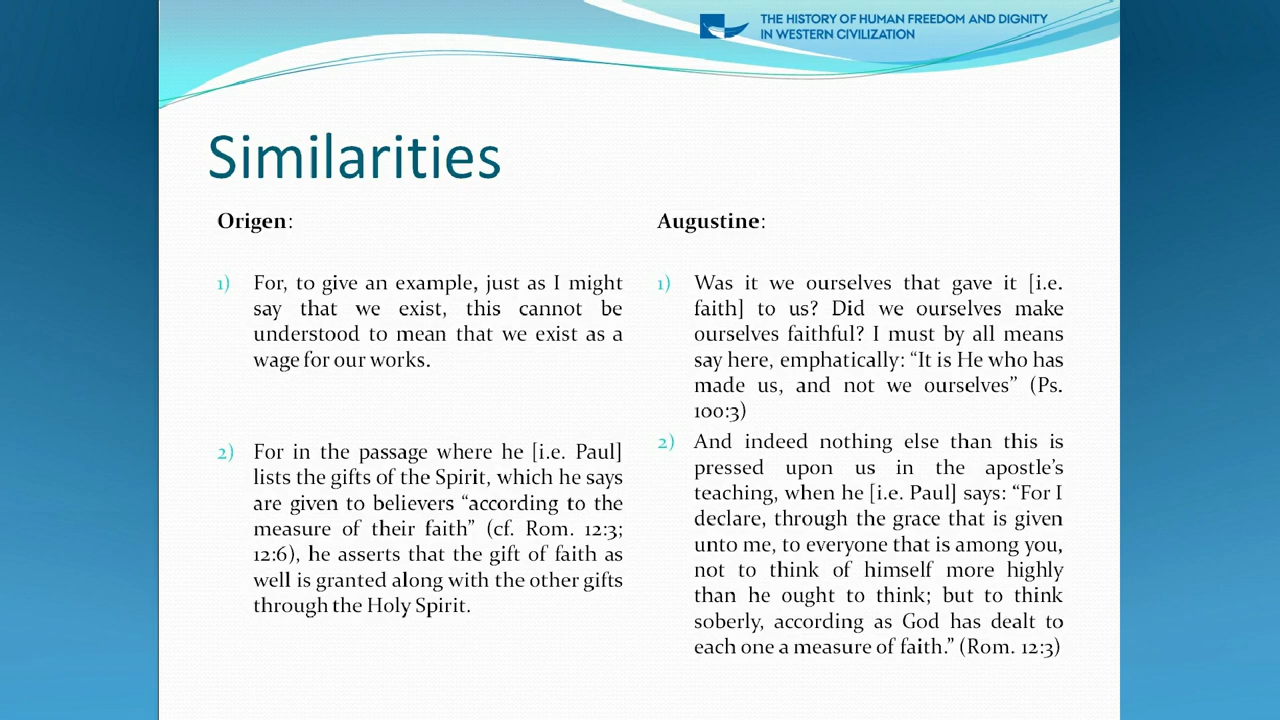 THE HISTORY OF HUMAN FREEDOM AND DIGNITY
IN WESTERN CIVILIZATION
Similarities
Origen:
1) For, to give an example, just as I might
say that we exist, this cannot be
understood to mean that we exist as a
wage for our works.
2) For in the passage where he [i.e. Paul]
lists the gifts of the Spirit, which he says
are given to believers “according to the
measure of their faith” (cf. Rom. 12:3;
12:6), he asserts that the gift of faith as
well is granted along with the other gifts
through the Holy Spirit.
Augustine:
1) Was it we ourselves that gave it [i.e.
faith] to us? Did we ourselves make
ourselves faithful? I must by all means
say here, emphatically: “It is He who has
made us, and not we ourselves” (Ps.
100:3)
2) And indeed nothing else than this is
pressed upon us in the apostle’s
teaching, when he [i.e. Paul] says: “For I
declare, through the grace that is given
unto me, to everyone that is among you,
not to think of himself more highly
than he ought to think; but to think
soberly, according as God has dealt to
each one a measure of faith.” (Rom. 12:3)